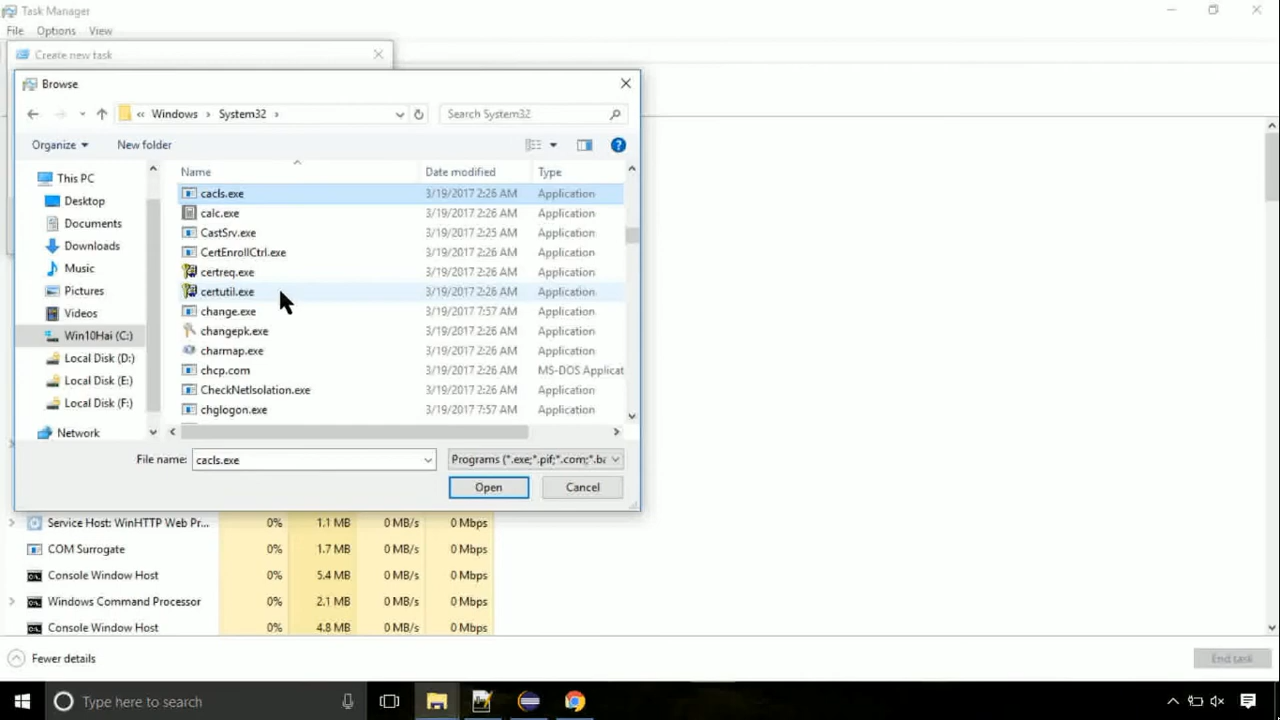 Task Manager
File Options View
Create new task
Browse
« Windows › System32 ›
Search System32
Organize
New folder
This PC
Desktop
Documents
Downloads
Music
Pictures
Videos
Win10Hai (C:)
Local Disk (D:)
Local Disk (E:)
Local Disk (F:)
Network
Name Date modified Type
cacls.exe 3/19/2017 2:26 AM Application
calc.exe 3/19/2017 2:26 AM Application
CastSrv.exe 3/19/2017 2:25 AM Application
CertEnrollCtrl.exe 3/19/2017 2:26 AM Application
certreq.exe 3/19/2017 2:26 AM Application
certutil.exe 3/19/2017 2:26 AM Application
change.exe 3/19/2017 7:57 AM Application
changepk.exe 3/19/2017 2:26 AM Application
charmap.exe 3/19/2017 2:26 AM Application
chcp.com 3/19/2017 2:26 AM MS-DOS Applicat
CheckNetIsolation.exe 3/19/2017 2:26 AM Application
chglogon.exe 3/19/2017 7:57 AM Application
File name: cacls.exe Programs (*.exe;*.pif;*.com;*.ba
Open Cancel
Service Host: WinHTTP Web Pr... 0% 1.1 MB 0 MB/s 0 Mbps
COM Surrogate 0% 1.7 MB 0 MB/s 0 Mbps
Console Window Host 0% 5.4 MB 0 MB/s 0 Mbps
Windows Command Processor 0% 2.1 MB 0 MB/s 0 Mbps
Console Window Host 0% 4.8 MB 0 MB/s 0 Mbps
Fewer details
End task
Type here to search